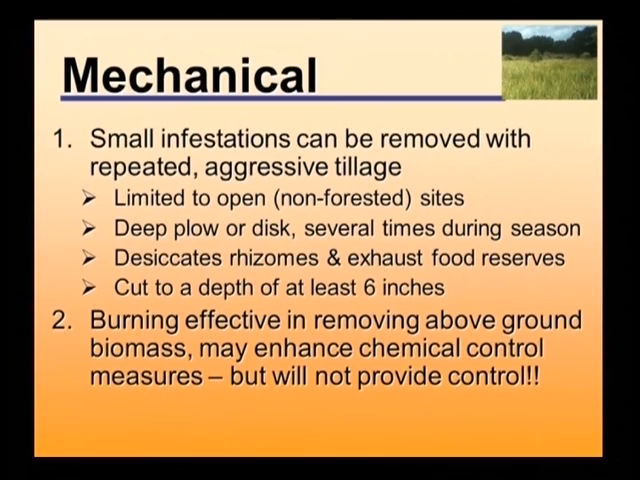 Mechanical
1. Small infestations can be removed with
repeated, aggressive tillage
➢ Limited to open (non-forested) sites
➢ Deep plow or disk, several times during season
➢ Desiccates rhizomes & exhaust food reserves
➢ Cut to a depth of at least 6 inches
2. Burning effective in removing above ground
biomass, may enhance chemical control
measures – but will not provide control!!